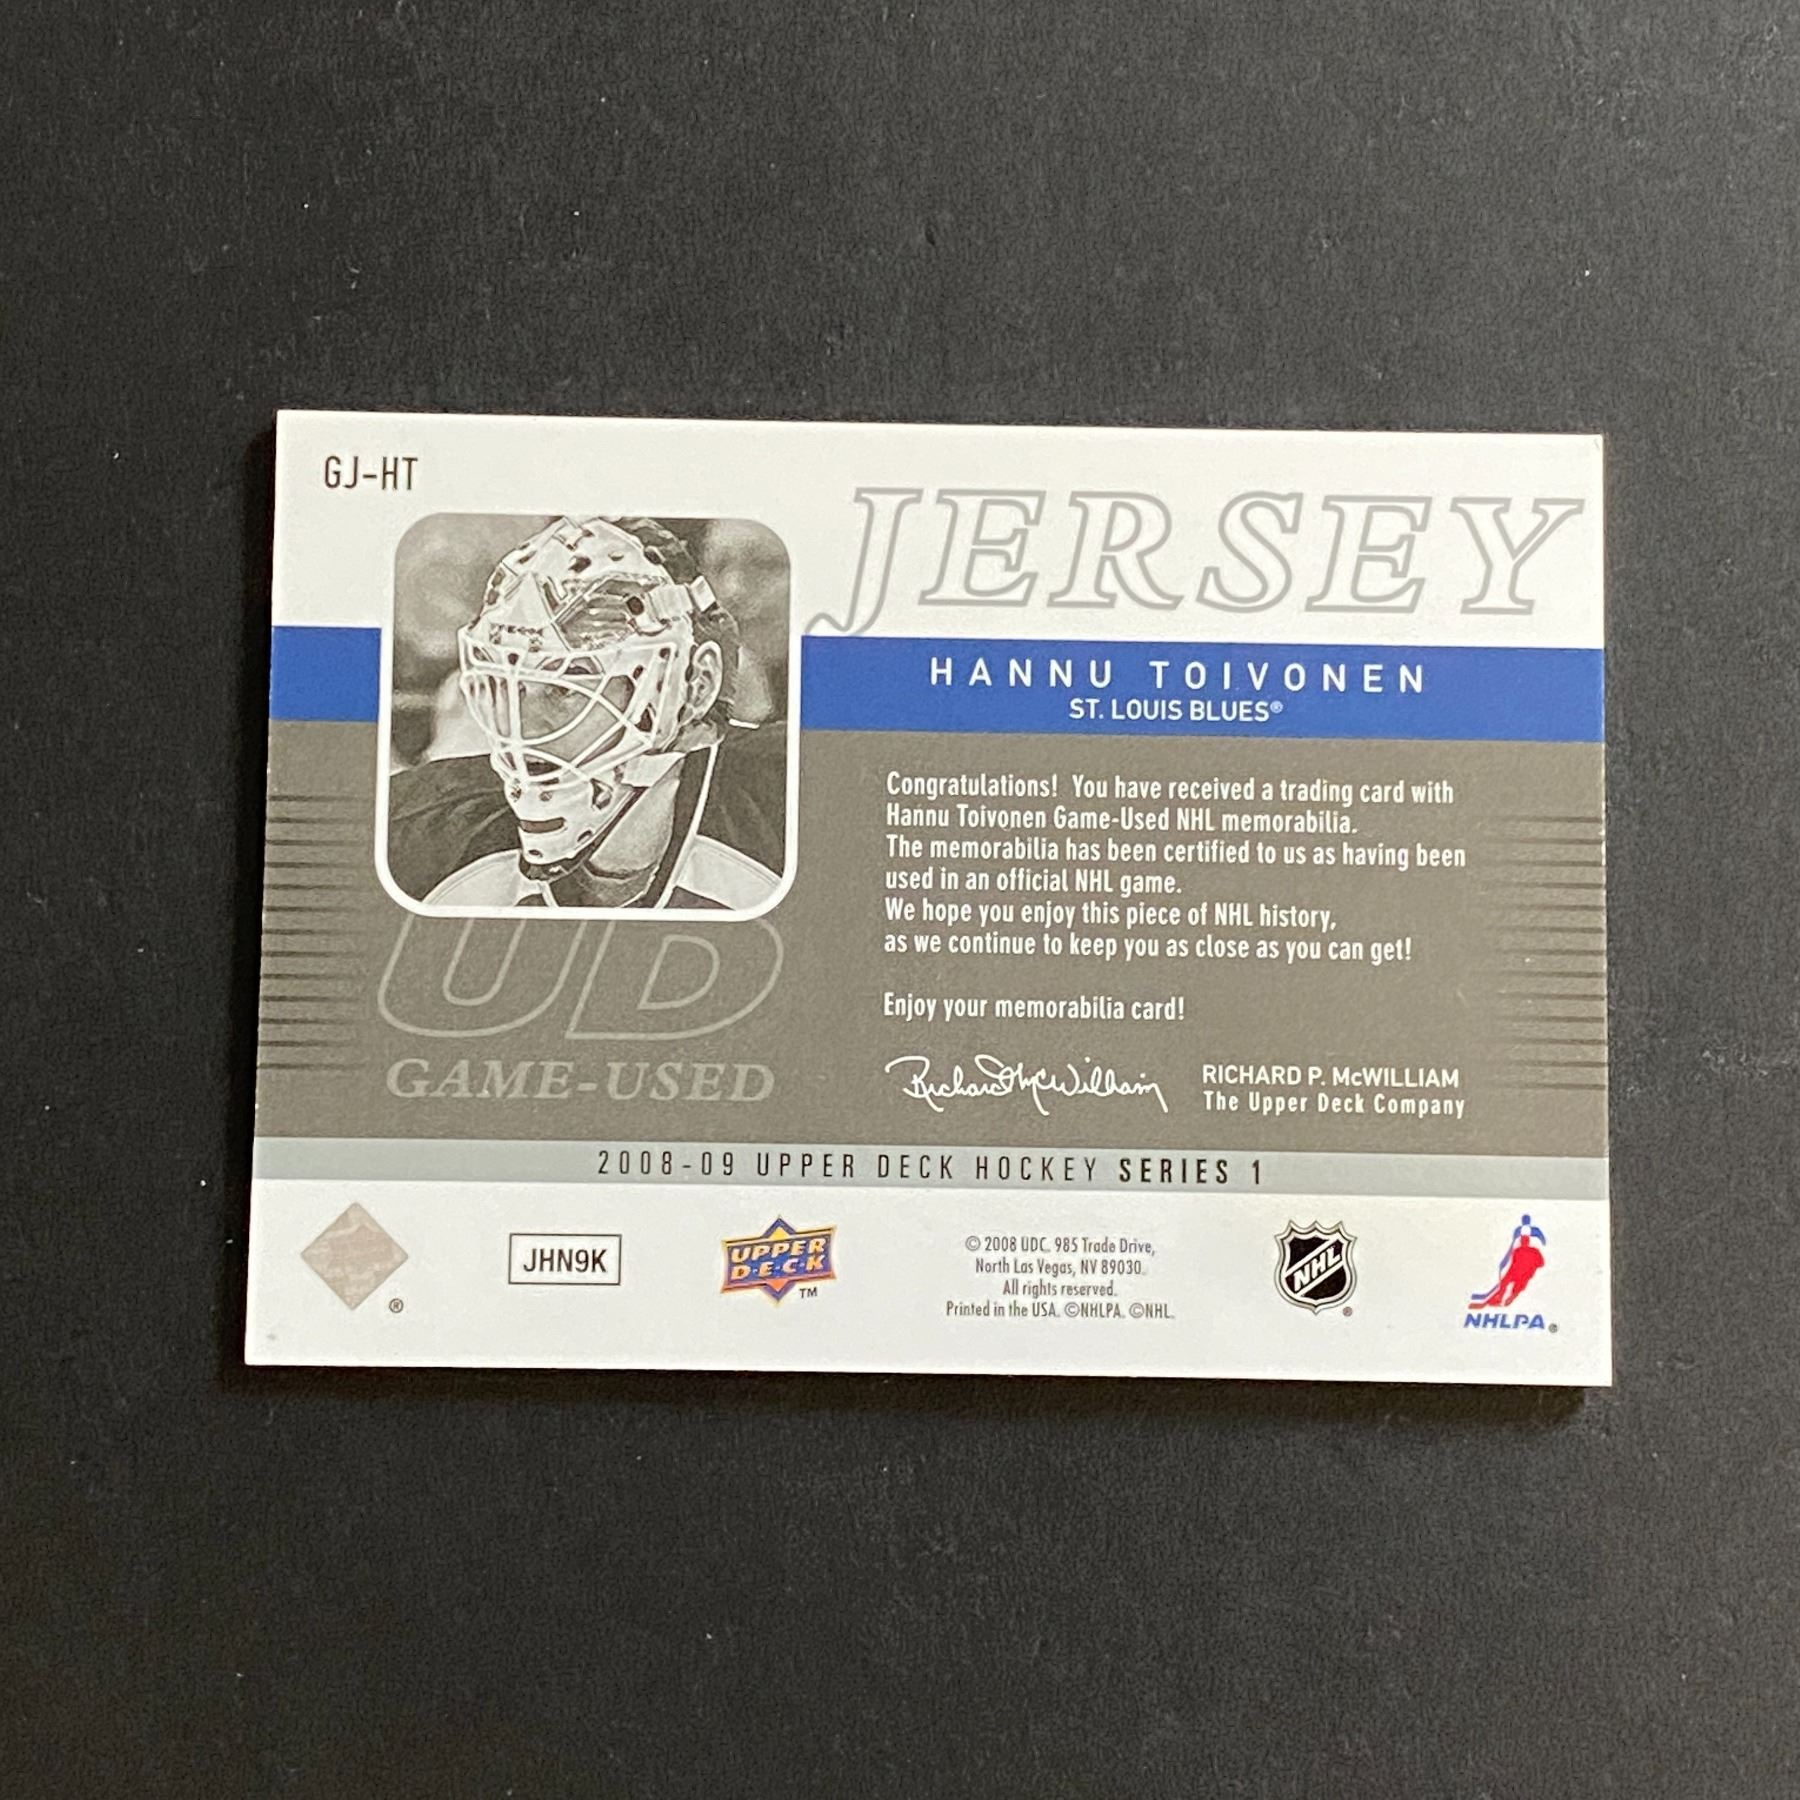 GJ-HT
JERSEY
HANNU TOIVONEN
ST. LOUIS BLUES®
Congratulations! You have received a trading card with
Hannu Toivonen Game-Used NHL memorabilia.
The memorabilia has been certified to us as having been
used in an official NHL game.
We hope you enjoy this piece of NHL history,
as we continue to keep you as close as you can get!
Enjoy your memorabilia card!
UD
GAME-USED
Richard McWilliam
RICHARD P. McWILLIAM
The Upper Deck Company
2008-09 UPPER DECK HOCKEY SERIES 1
®
JHN9K
UPPER
DECK
TM
© 2008 UDC. 985 Trade Drive,
North Las Vegas, NV 89030.
All rights reserved.
Printed in the USA. ©NHLPA. ©NHL.
NHL
®
NHLPA®